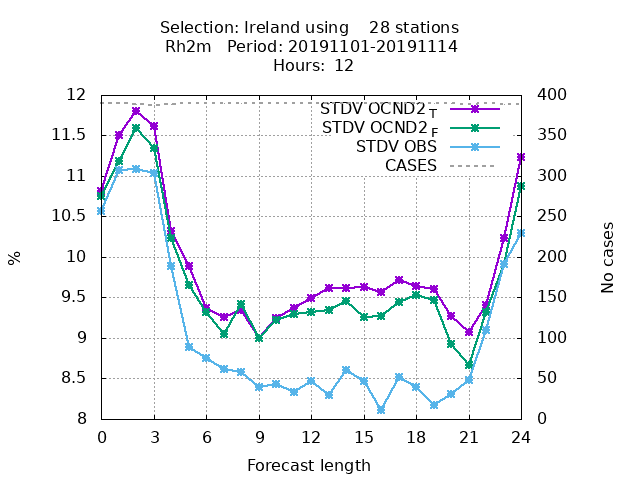 Selection: Ireland using    28 stations
Rh2m   Period: 20191101-20191114
Hours:  12
12
11.5
11
10.5
10
9.5
9
8.5
8
%
STDV OCND2 T
STDV OCND2 F
STDV OBS
CASES
400
350
300
250
200
150
100
50
0
No cases
0 3 6 9 12 15 18 21 24
Forecast length